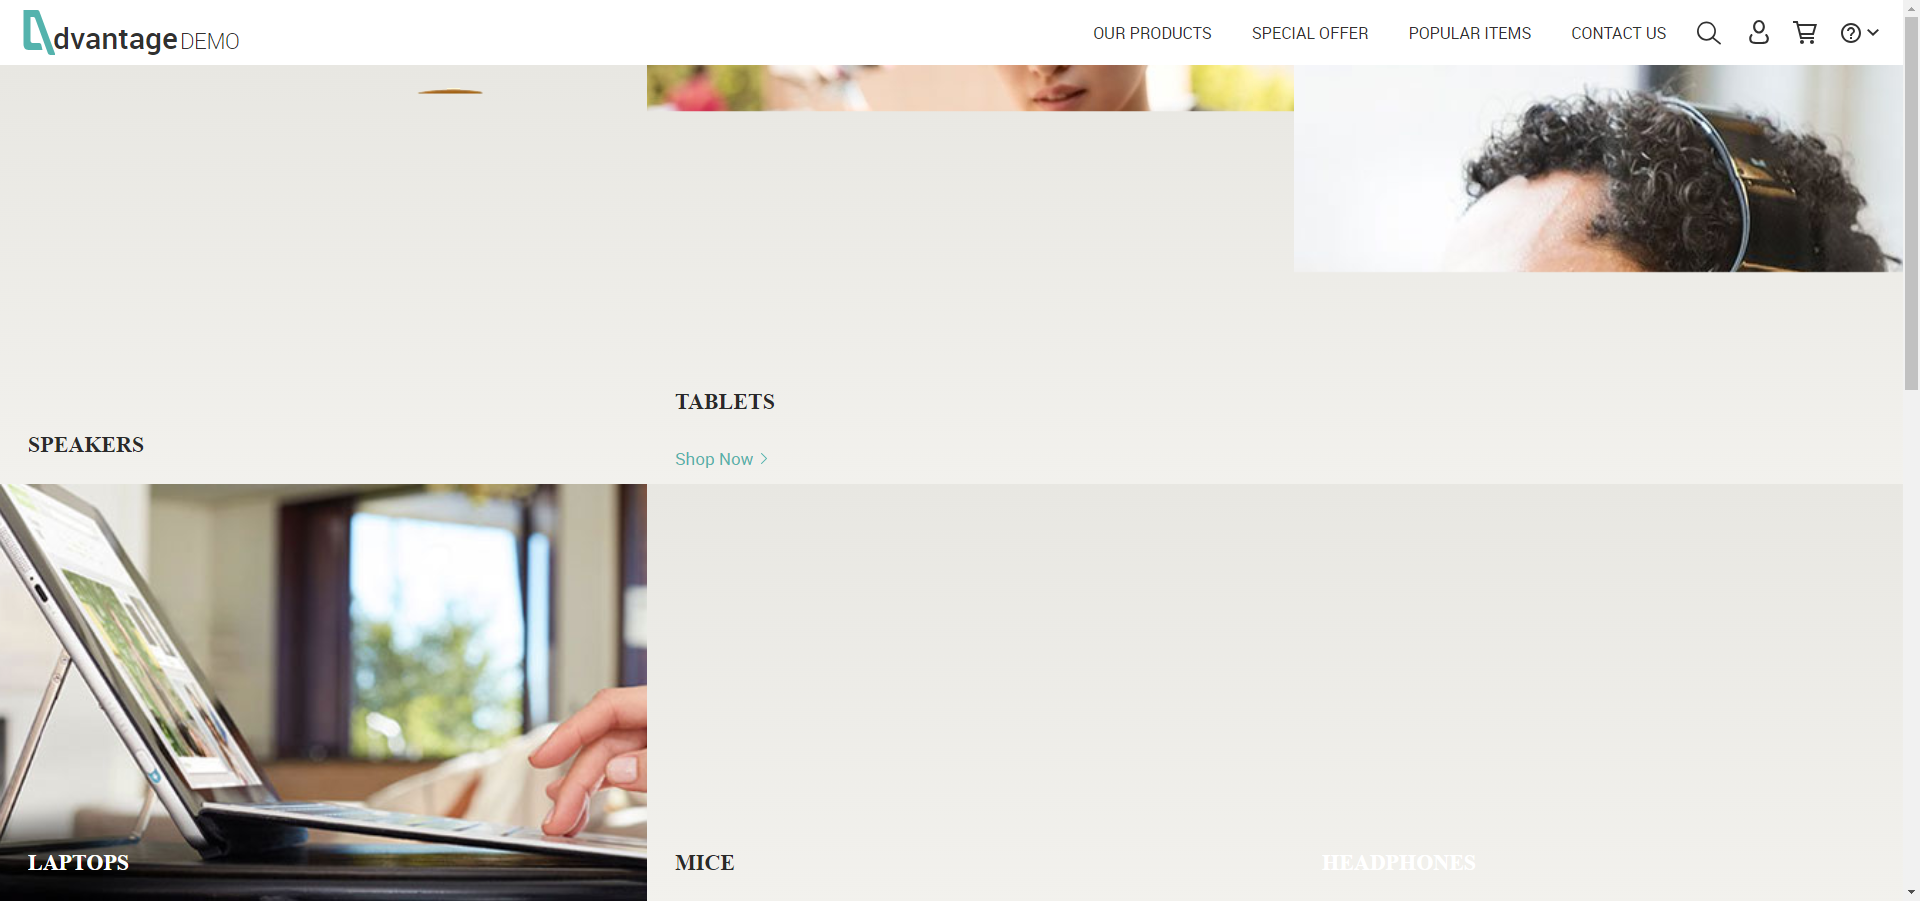 dvantage DEMO
OUR PRODUCTS SPECIAL OFFER POPULAR ITEMS CONTACT US
TABLETS
SPEAKERS
Shop Now
LAPTOPS MICE HEADPHONES